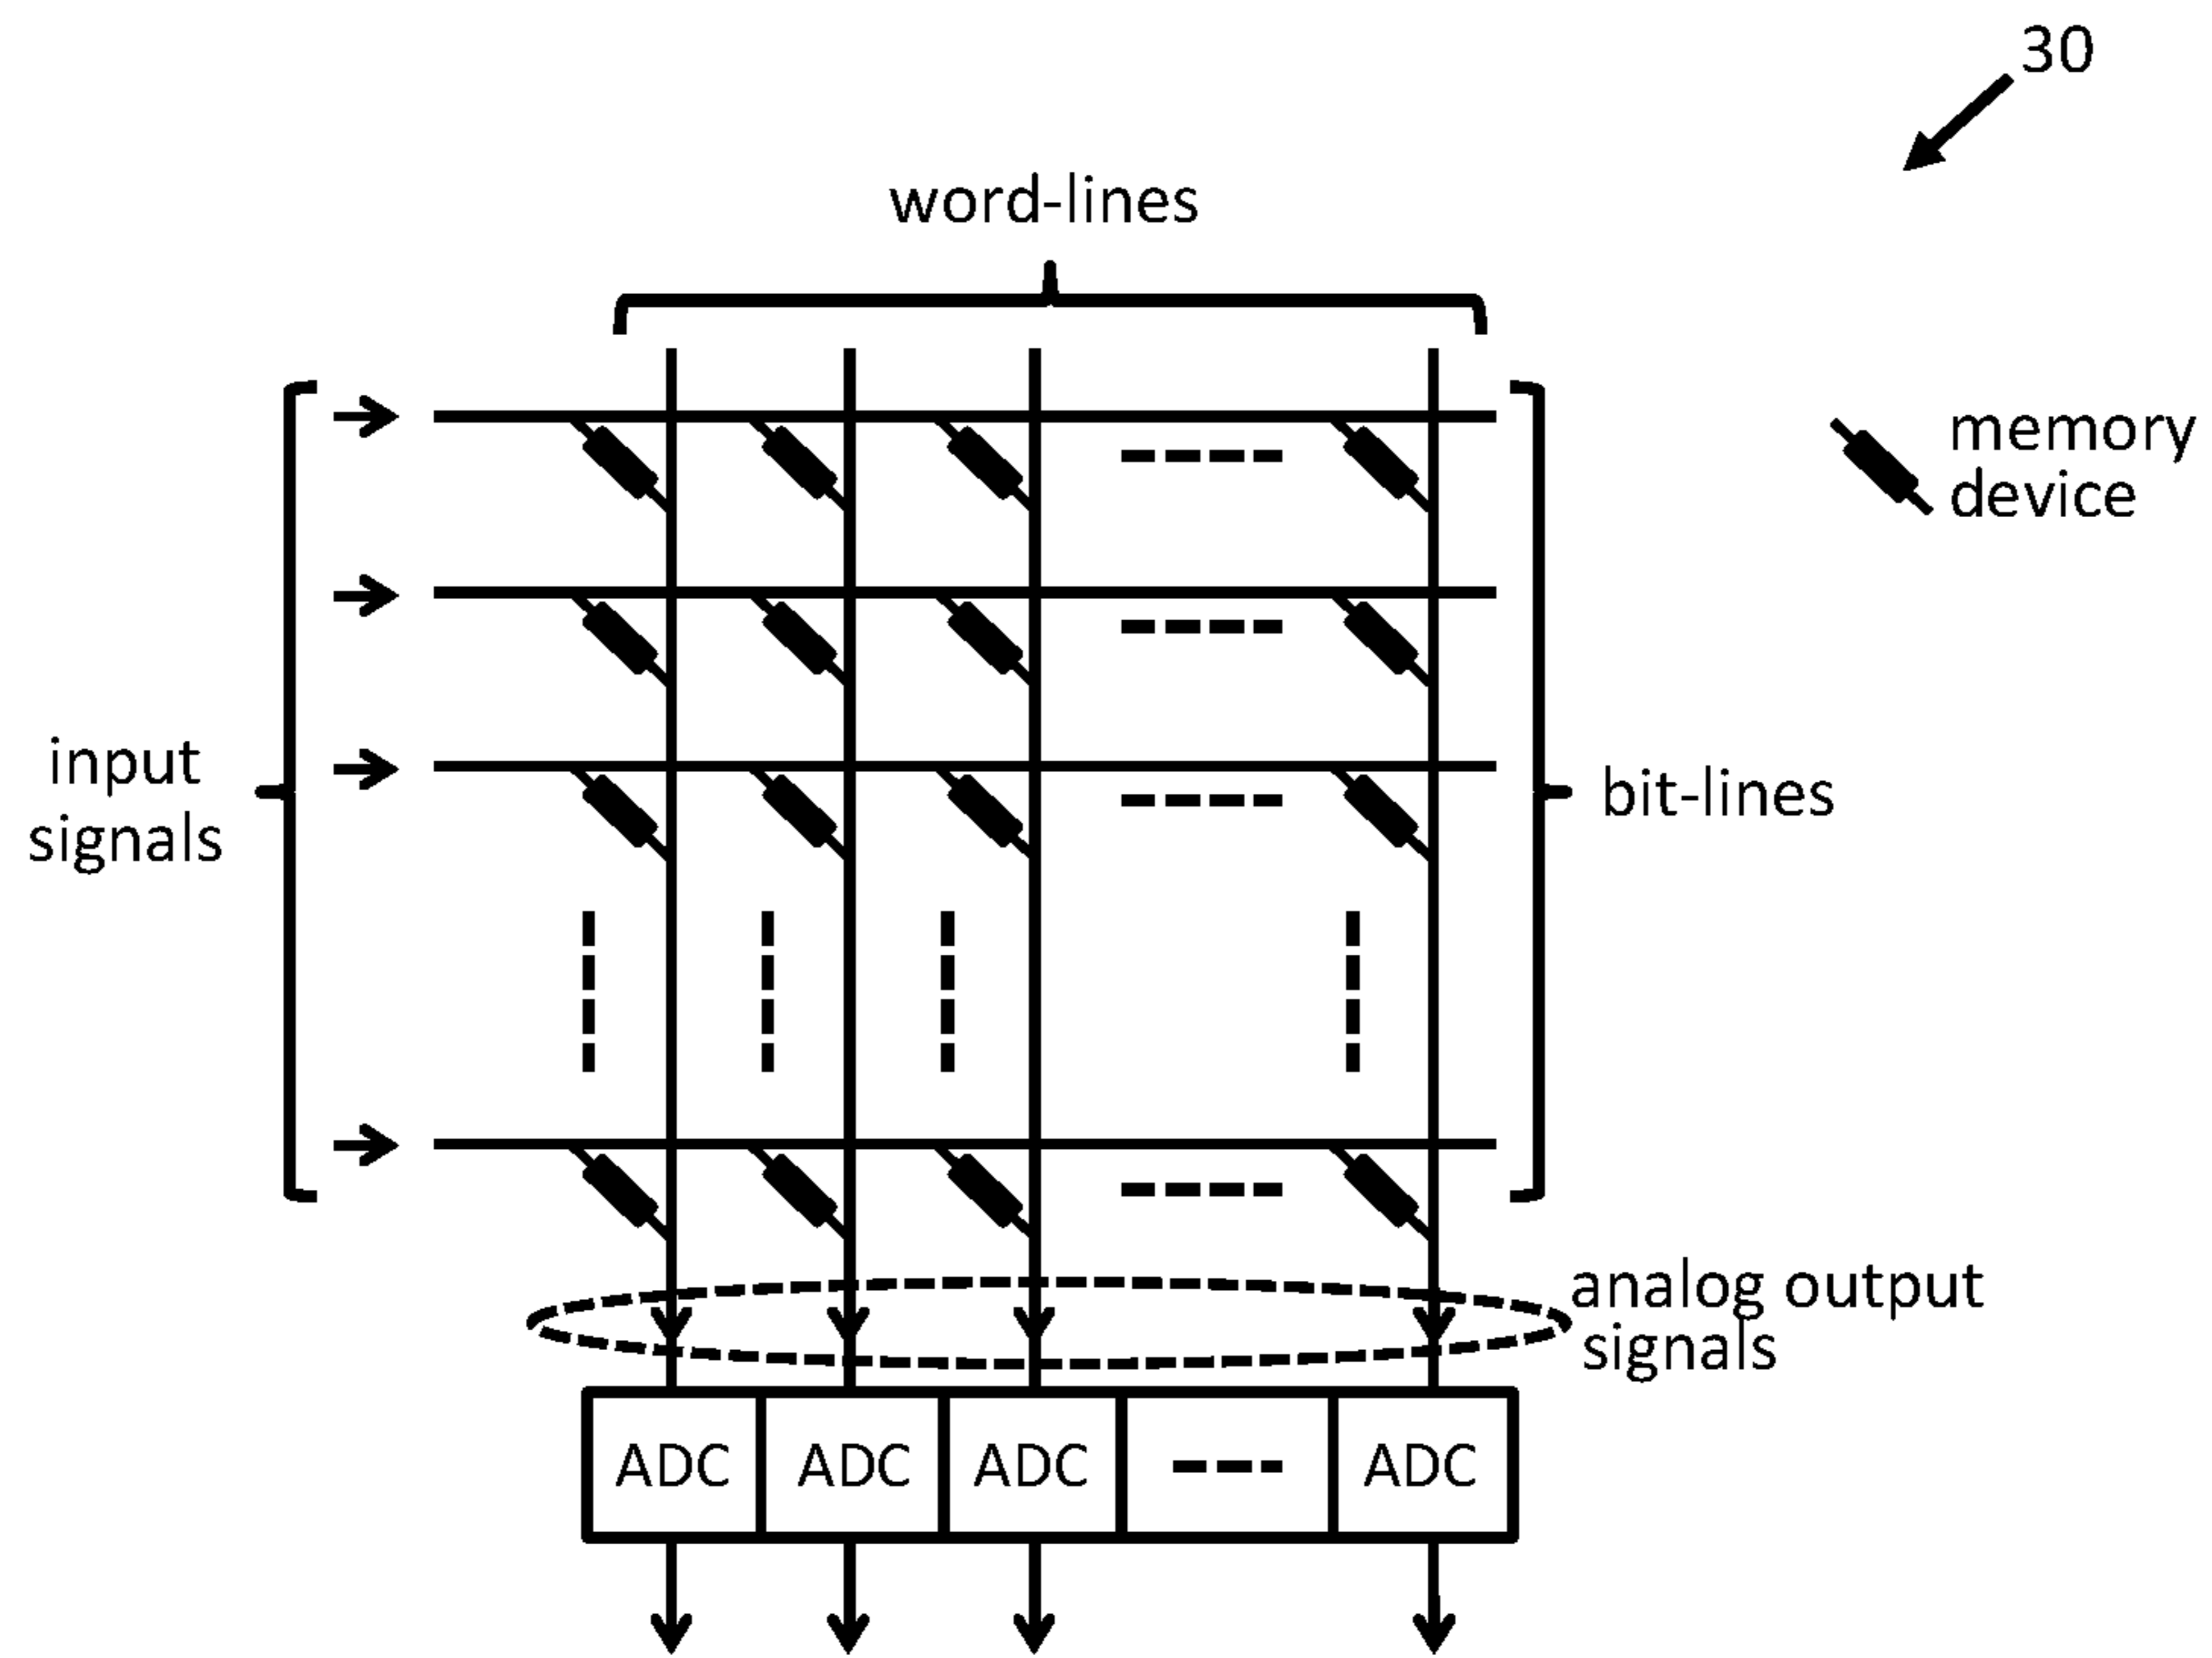 30
word-lines
memory
device
input
signals
bit-lines
analog output
signals
ADC ADC ADC ADC